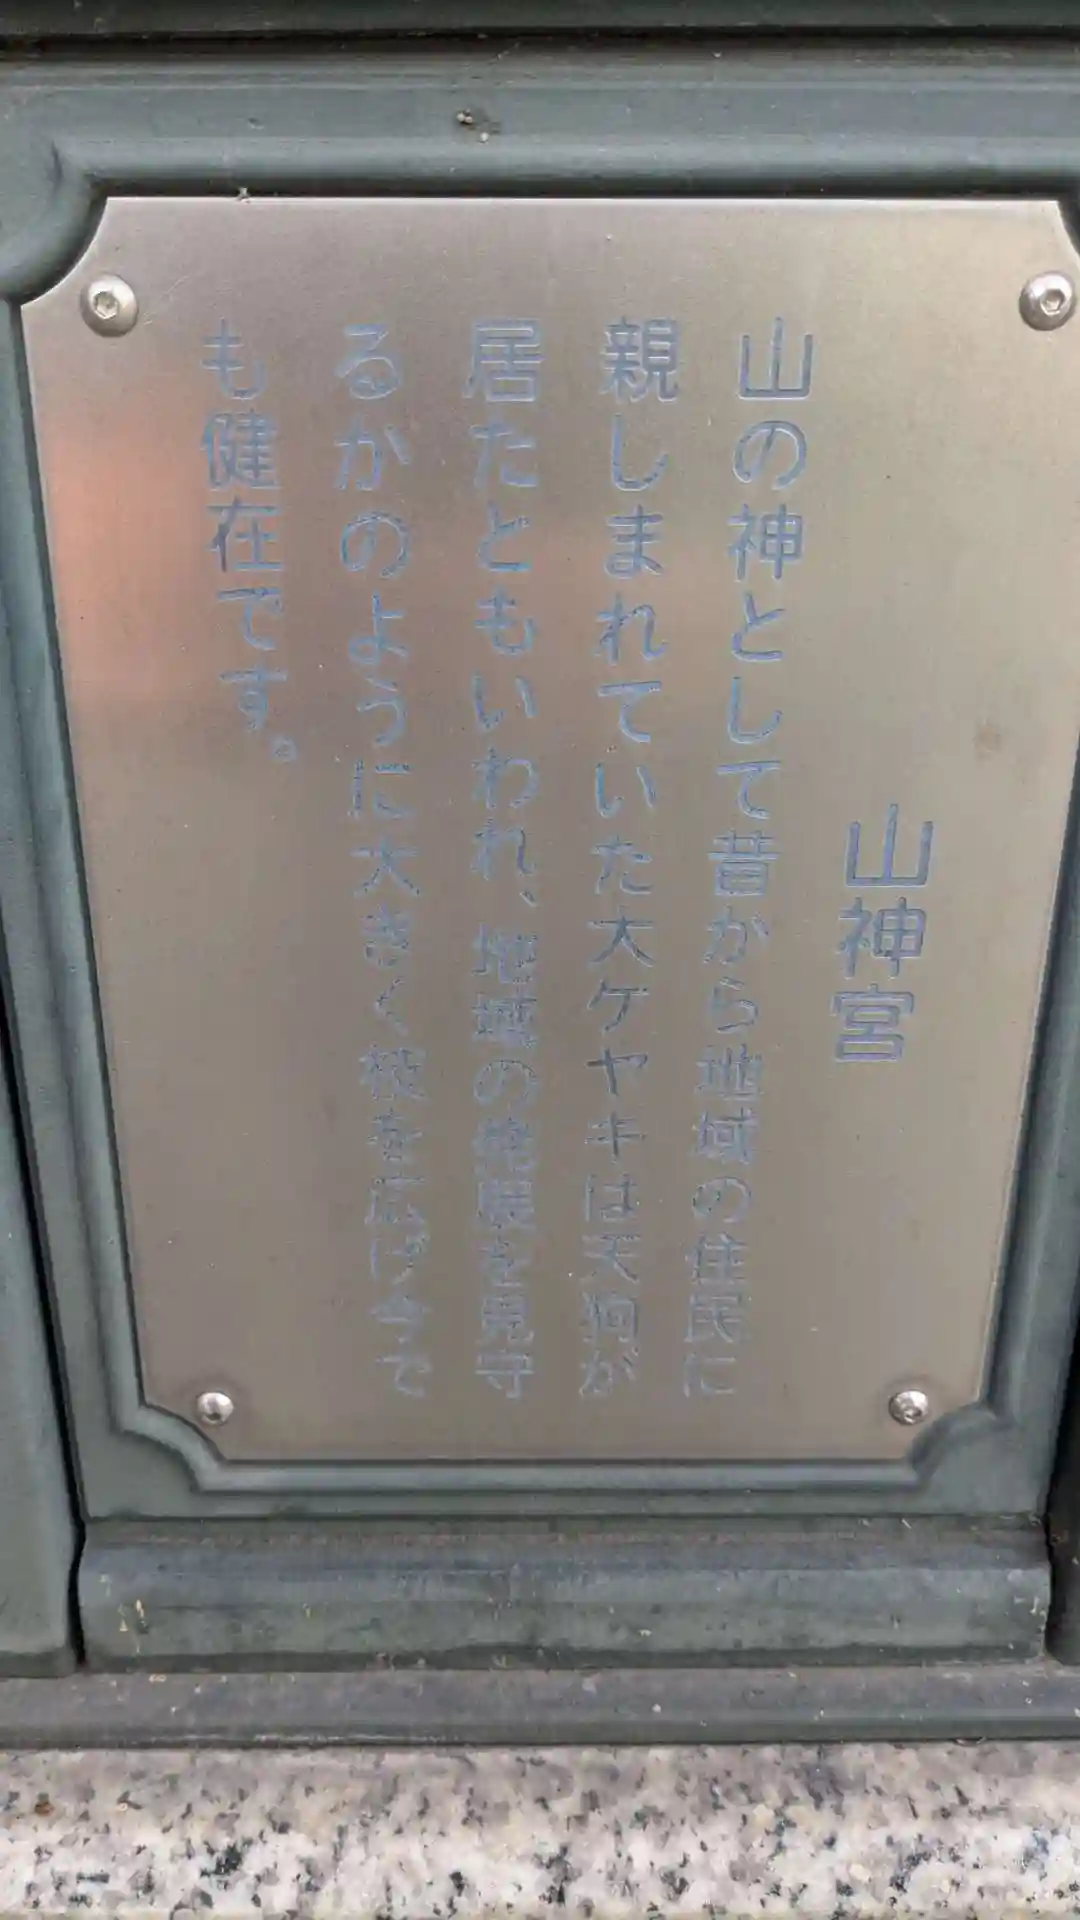 山神宮
山の神として昔から地域の住民に
親しまれていた大ケヤキは天狗が
居たともいわれ、地域の発展を見守
るかのように大きく枝を広げ今で
も健在です。